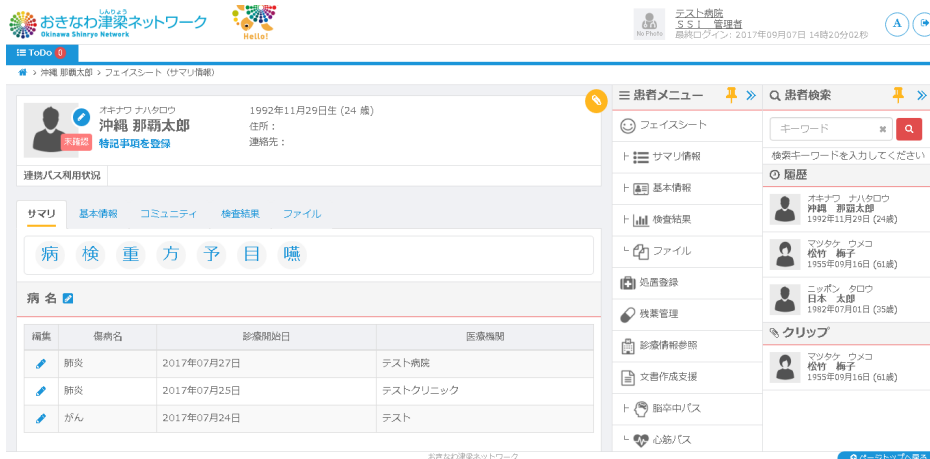 しんりょう
おきなわ津梁ネットワーク
Okinawa Shinryo Network
Hello!
No Photo
テスト病院
ＳＳＩ　管理者
最終ログイン: 2017年09月07日 14時20分02秒
A
ToDo 0
> 沖縄 那覇太郎 > フェイスシート (サマリ情報)
オキナワ ナハタロウ
沖縄 那覇太郎
未確認
特記事項を登録
1992年11月29日生 (24 歳)
住所：
連絡先：
連携パス利用状況
サマリ 基本情報 コミュニティ 検査結果 ファイル
病 検 重 方 予 目 嚥
病 名
編集 傷病名 診療開始日 医療機関
肺炎 2017年07月27日 テスト病院
肺炎 2017年07月25日 テストクリニック
がん 2017年07月24日 テスト
患者メニュー
フェイスシート
サマリ情報
基本情報
検査結果
ファイル
処置登録
残薬管理
診療情報参照
文書作成支援
脳卒中パス
心筋パス
患者検索
キーワード
検索キーワードを入力してください
履歴
オキナワ ナハタロウ
沖縄 那覇太郎
1992年11月29日 (24歳)
マツタケ ウメコ
松竹 梅子
1955年09月16日 (61歳)
ニッポン タロウ
日本 太郎
1982年07月01日 (35歳)
クリップ
マツタケ ウメコ
松竹 梅子
1955年09月16日 (61歳)
おきなわ津梁ネットワーク
ページトップへ戻る